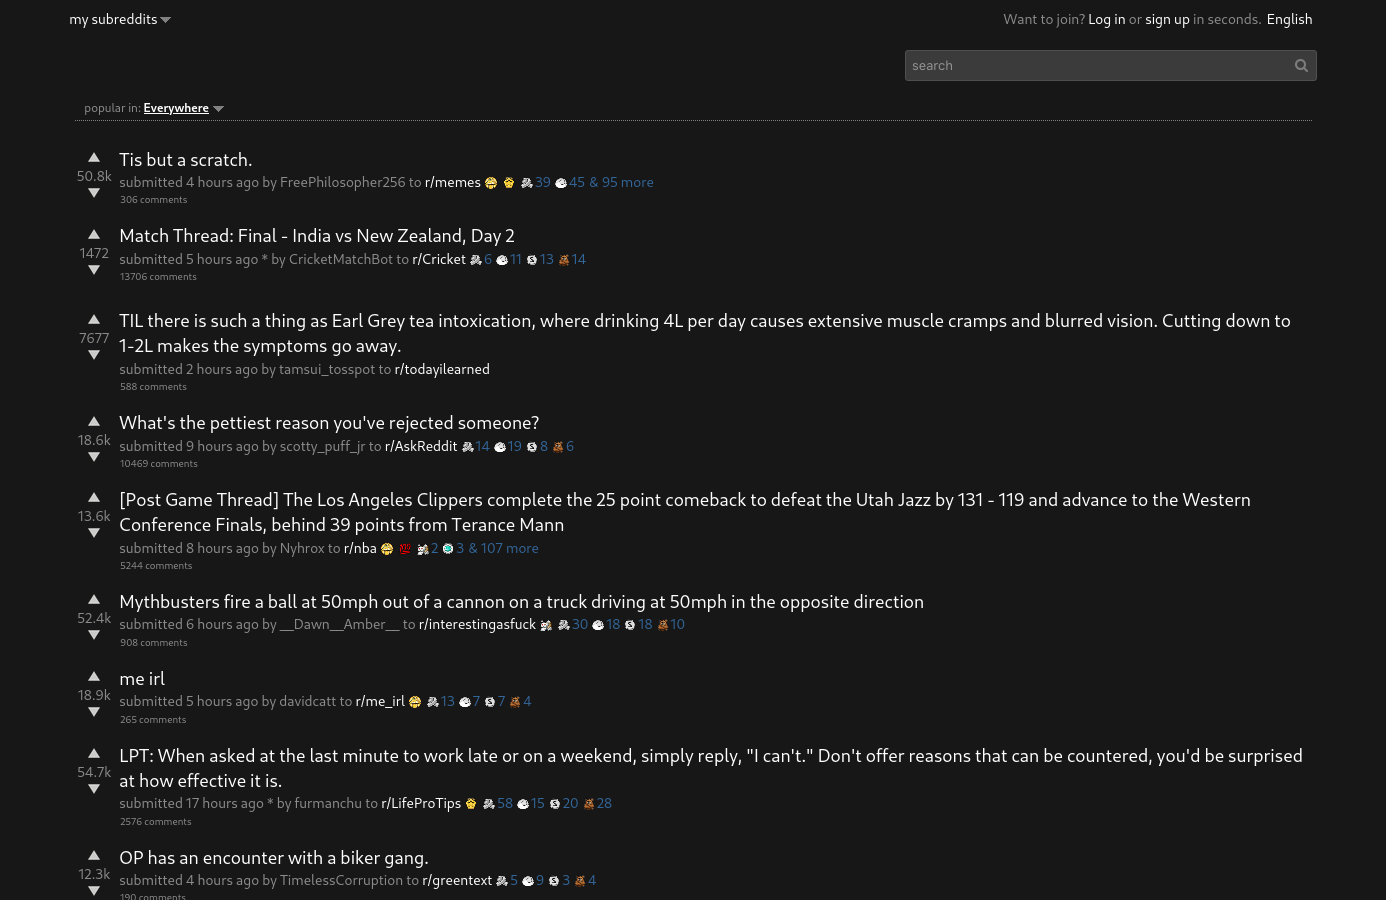 my subreddits
Want to join? Log in or sign up in seconds. English
search
popular in: Everywhere
Tis but a scratch.
50.8k
submitted 4 hours ago by FreePhilosopher256 to r/memes 39 45 & 95 more
306 comments
Match Thread: Final - India vs New Zealand, Day 2
1472
submitted 5 hours ago * by CricketMatchBot to r/Cricket 6 11 13 14
13706 comments
TIL there is such a thing as Earl Grey tea intoxication, where drinking 4L per day causes extensive muscle cramps and blurred vision. Cutting down to
7677
1-2L makes the symptoms go away.
submitted 2 hours ago by tamsui_tosspot to r/todayilearned
588 comments
What's the pettiest reason you've rejected someone?
18.6k
submitted 9 hours ago by scotty_puff_jr to r/AskReddit 14 19 8 6
10469 comments
[Post Game Thread] The Los Angeles Clippers complete the 25 point comeback to defeat the Utah Jazz by 131 - 119 and advance to the Western
13.6k
Conference Finals, behind 39 points from Terance Mann
submitted 8 hours ago by Nyhrox to r/nba 2 3 & 107 more
5244 comments
Mythbusters fire a ball at 50mph out of a cannon on a truck driving at 50mph in the opposite direction
52.4k
submitted 6 hours ago by __Dawn__Amber__ to r/interestingasfuck 30 18 18 10
908 comments
me irl
18.9k
submitted 5 hours ago by davidcatt to r/me_irl 13 7 7 4
265 comments
LPT: When asked at the last minute to work late or on a weekend, simply reply, "I can't." Don't offer reasons that can be countered, you'd be surprised
54.7k
at how effective it is.
submitted 17 hours ago * by furmanchu to r/LifeProTips 58 15 20 28
2576 comments
OP has an encounter with a biker gang.
12.3k
submitted 4 hours ago by TimelessCorruption to r/greentext 5 9 3 4
190 comments